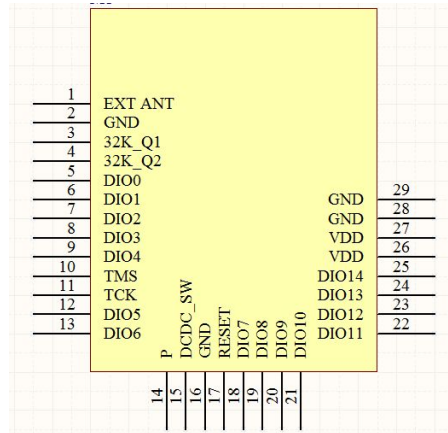 1 EXT ANT
2 GND
3 32K_Q1
4 32K_Q2
5 DIO0
6 DIO1
7 DIO2
8 DIO3
9 DIO4
10 TMS
11 TCK
12 DIO5
13 DIO6
GND 29
GND 28
VDD 27
VDD 26
DIO14 25
DIO13 24
DIO12 23
DIO11 22
P 14
DCDC_SW 15
GND 16
RESET 17
DIO7 18
DIO8 19
DIO9 20
DIO10 21